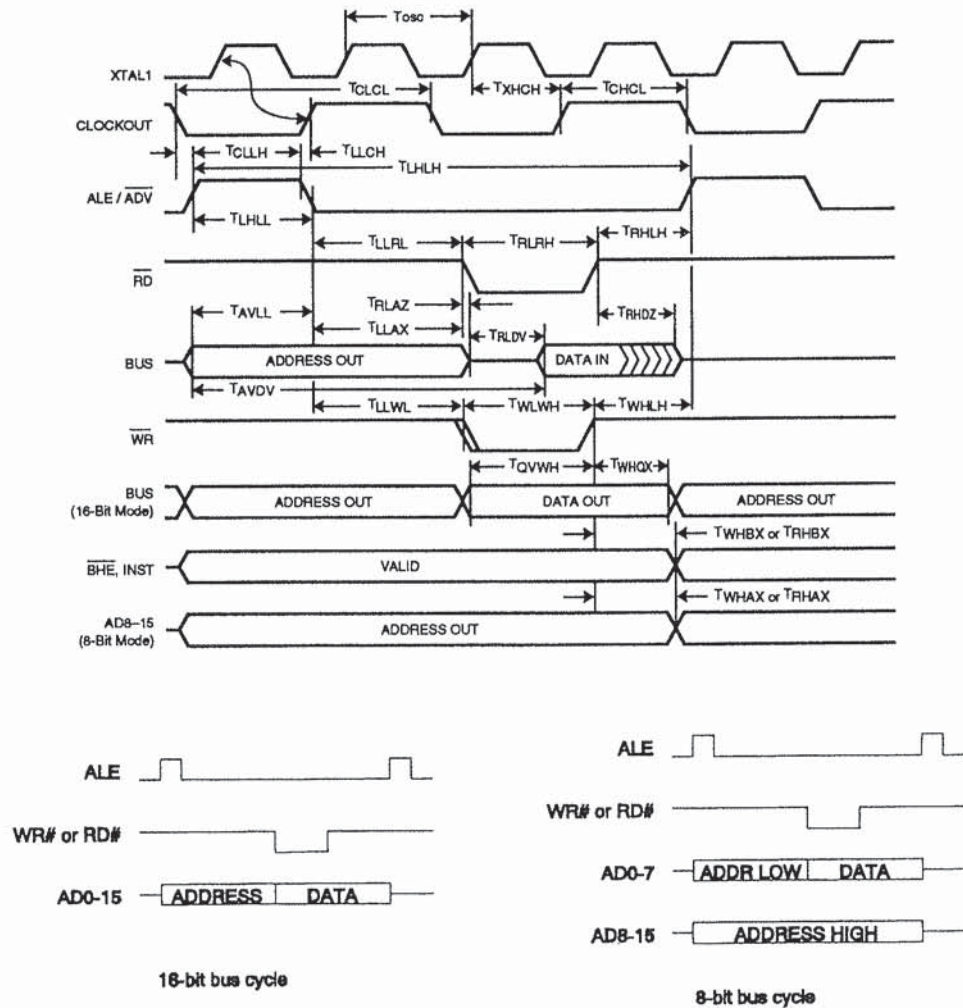 Tosc
XTAL1
TCLCL
TXHCH
TCHCL
CLOCKOUT
TCLLH
TLLCH
TLHLH
ALE / ADV
TLHLL
TLLRL
TRLRH
TRHLH
RD
TAVLL
TRLAZ
TRHDZ
TLLAX
TRLDV
BUS
ADDRESS OUT
DATA IN
TAVDV
TLLWL
TWLWH
TWHLH
WR
TQVWH
TWHQX
BUS
(16-Bit Mode)
ADDRESS OUT
DATA OUT
ADDRESS OUT
TWHBX or TRHBX
BHE, INST
VALID
TWHAX or TRHAX
AD8–15
(8-Bit Mode)
ADDRESS OUT
ALE
WR# or RD#
AD0-15
ADDRESS
DATA
16-bit bus cycle
ALE
WR# or RD#
AD0-7
ADDR LOW
DATA
AD8-15
ADDRESS HIGH
8-bit bus cycle